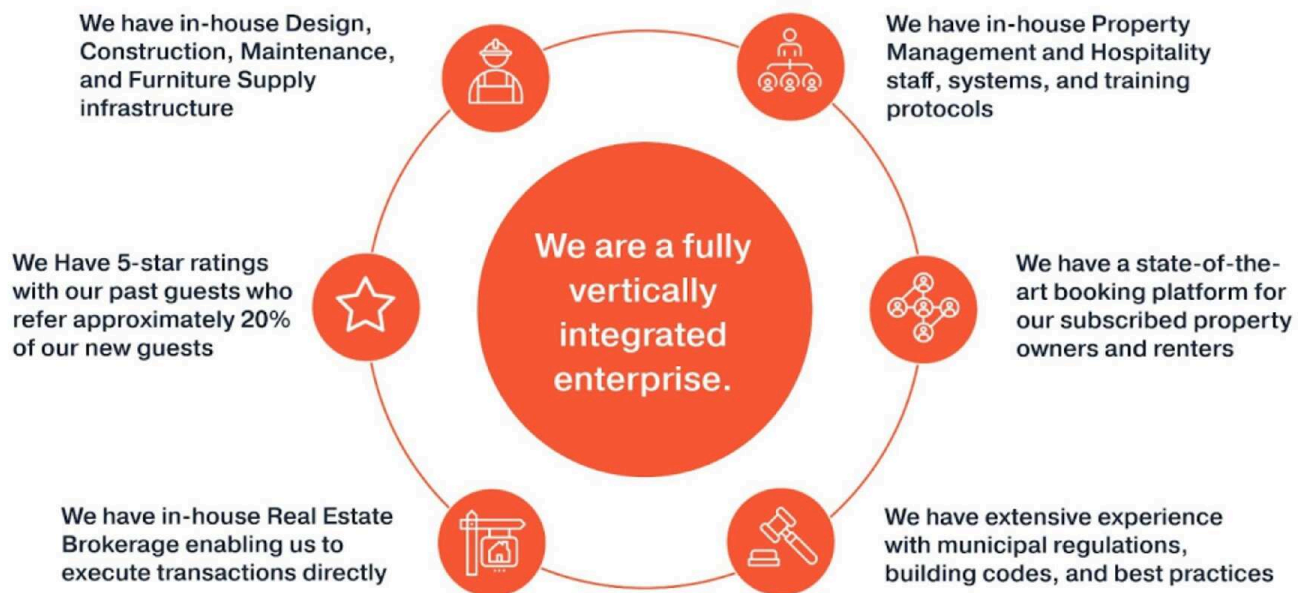 We have in-house Design,
Construction, Maintenance,
and Furniture Supply
infrastructure
We have in-house Property
Management and Hospitality
staff, systems, and training
protocols
We Have 5-star ratings
with our past guests who
refer approximately 20%
of our new guests
We are a fully
vertically
integrated
enterprise.
We have a state-of-the-
art booking platform for
our subscribed property
owners and renters
We have in-house Real Estate
Brokerage enabling us to
execute transactions directly
We have extensive experience
with municipal regulations,
building codes, and best practices